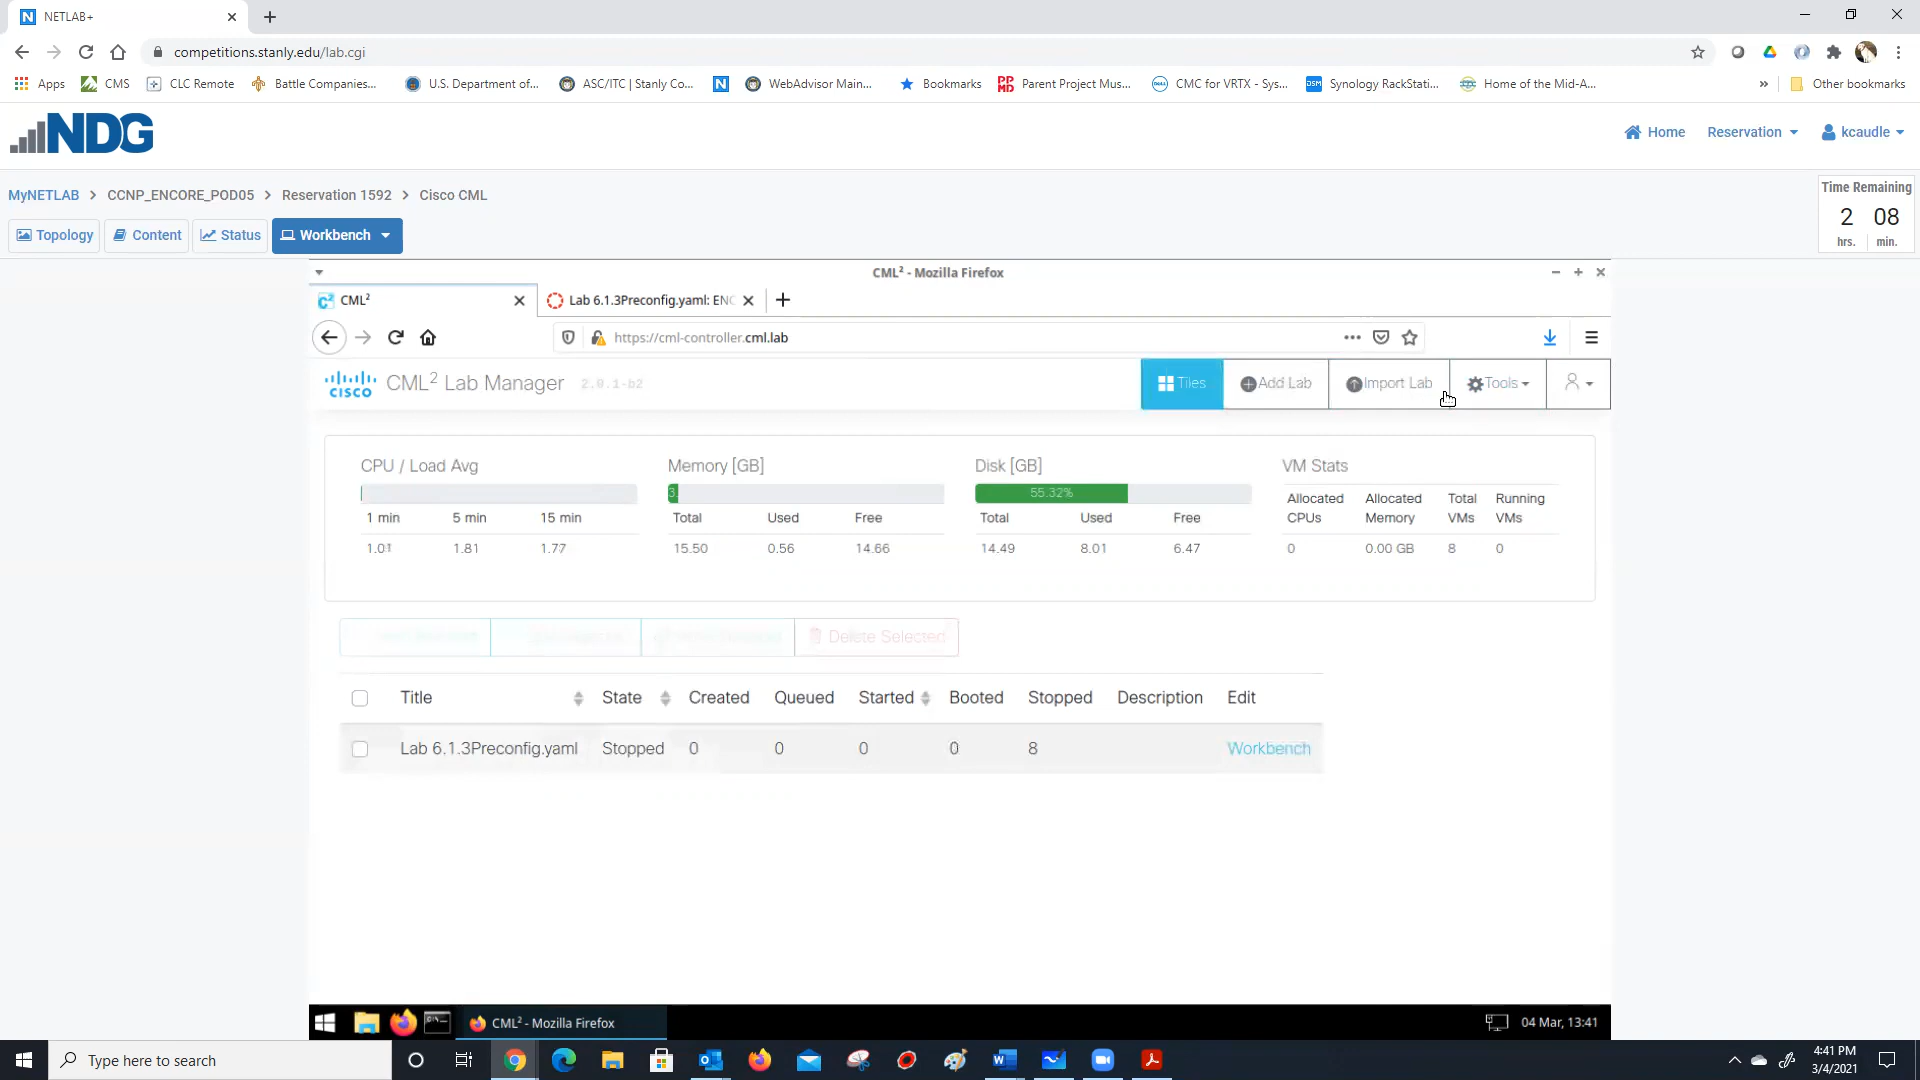 NETLAB+
competitions.stanly.edu/lab.cgi
Apps CMS CLC Remote Battle Companies... U.S. Department of... ASC/ITC | Stanly Co... WebAdvisor Main... Bookmarks Parent Project Mus... CMC for VRTX - Sys... Synology RackStati... Home of the Mid-A... » Other bookmarks
NDG
Home Reservation kcaudle
MyNETLAB > CCNP_ENCORE_POD05 > Reservation 1592 > Cisco CML
Time Remaining
2 08
hrs. min.
Topology Content Status Workbench
CML² - Mozilla Firefox
CML² Lab 6.1.3Preconfig.yaml: ENC
https://cml-controller.cml.lab
CISCO CML² Lab Manager 2.0.1-b2 Tiles Add Lab Import Lab Tools
CPU / Load Avg Memory [GB] Disk [GB] VM Stats
3. 55.32%
1 min 5 min 15 min Total Used Free Total Used Free Allocated CPUs Allocated Memory Total VMs Running VMs
1.01 1.81 1.77 15.50 0.56 14.66 14.49 8.01 6.47 0 0.00 GB 8 0
Delete Selected
Title State Created Queued Started Booted Stopped Description Edit
Lab 6.1.3Preconfig.yaml Stopped 0 0 0 0 8 Workbench
CML² - Mozilla Firefox 04 Mar, 13:41
Type here to search
4:41 PM
3/4/2021